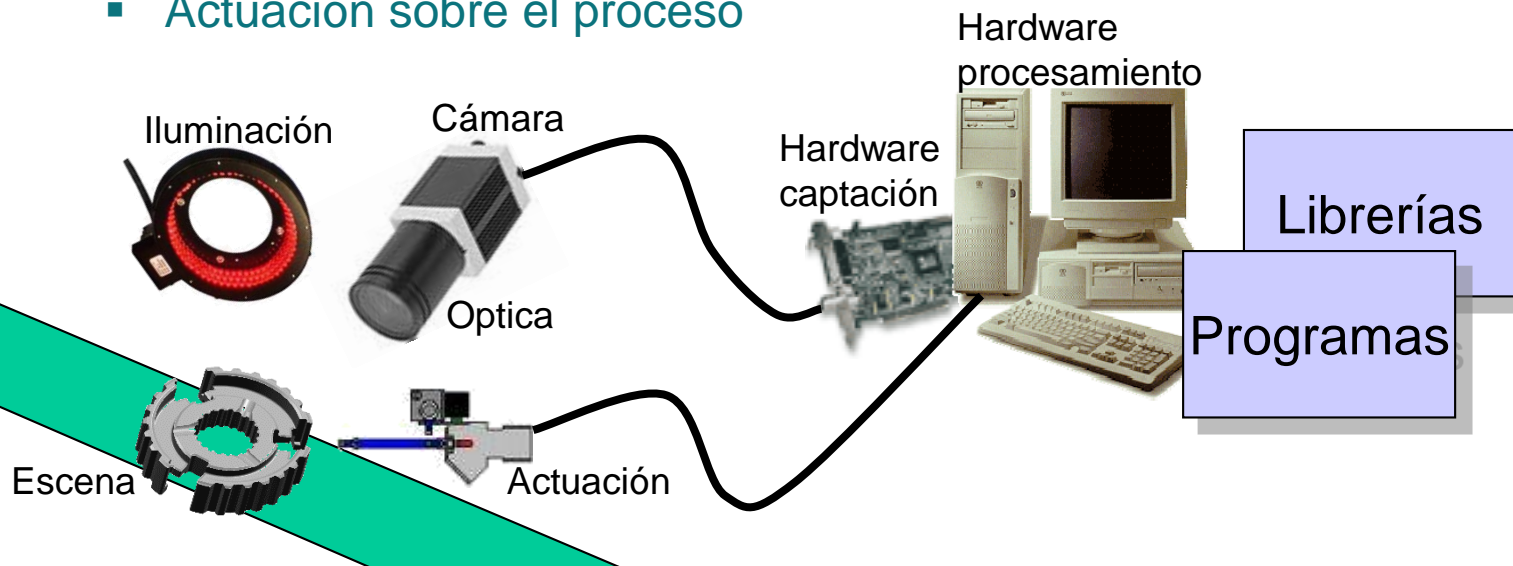 ▪ Actuación sobre el proceso
Hardware
procesamiento
Iluminación
Cámara
Hardware
captación
Librerías
Optica
Programas
Escena
Actuación